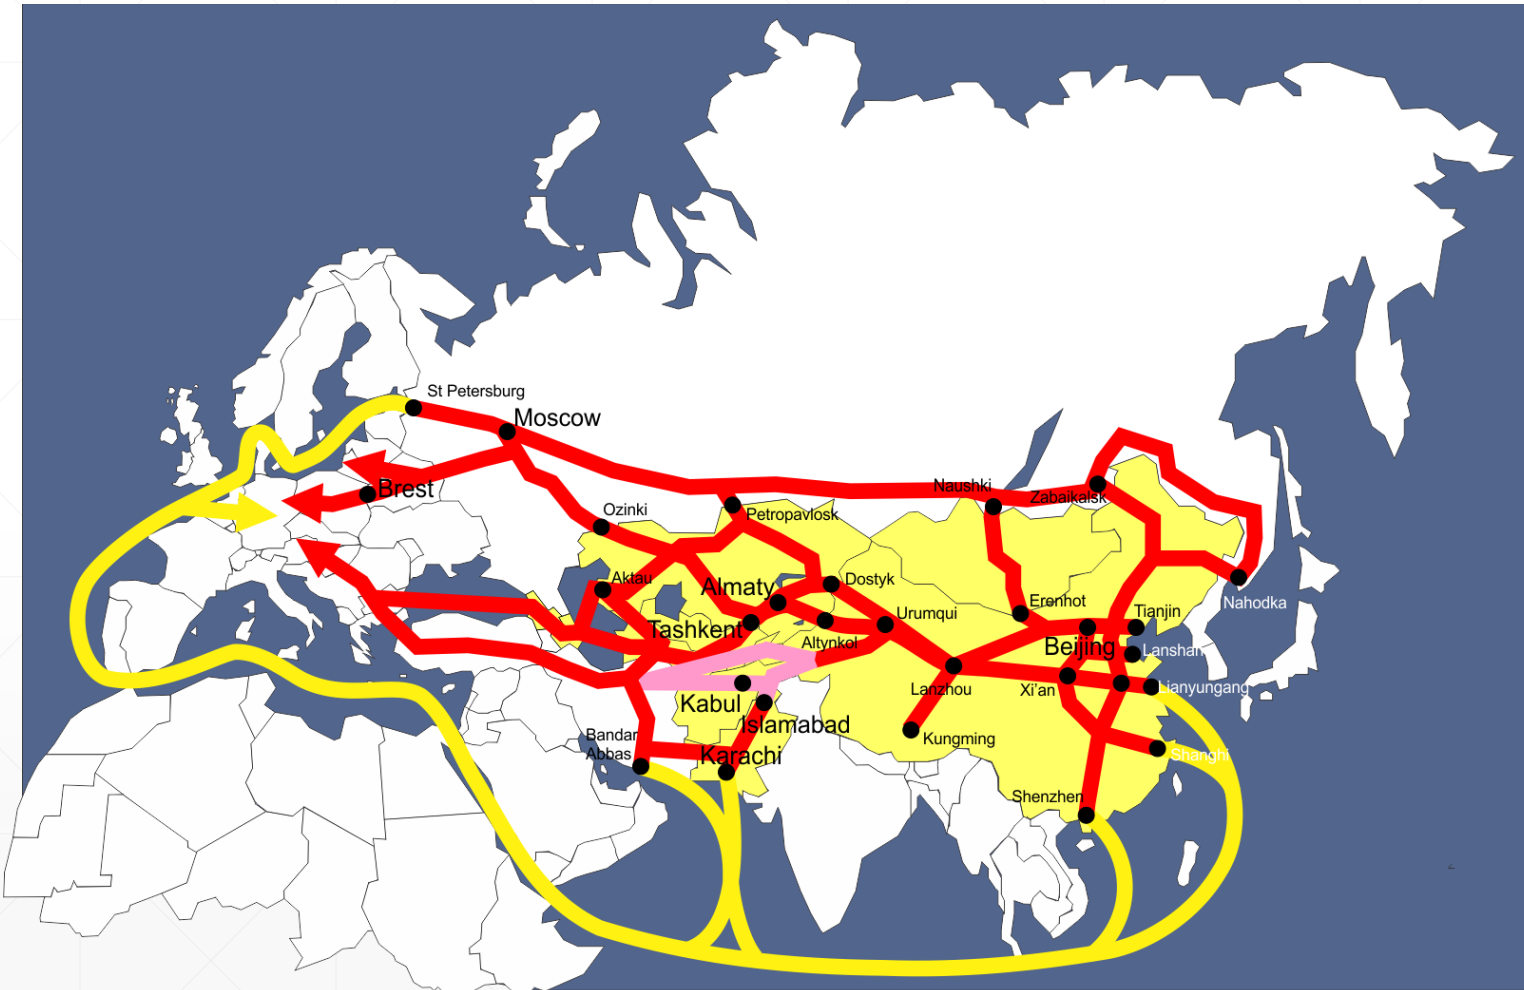 St Petersburg
Moscow
Brest
Naushki
Zabaikalsk
Ozinki
Petropavlosk
Aktau
Almaty
Dostyk
Erenhot
Nahodka
Urumqui
Tianjin
Tashkent
Altynkol
Beijing
Lanshan
Lanzhou
Xi'an
Lianyungang
Kabul
Islamabad
Kungming
Bandar
Abbas
Karachi
Shanghi
Shenzhen